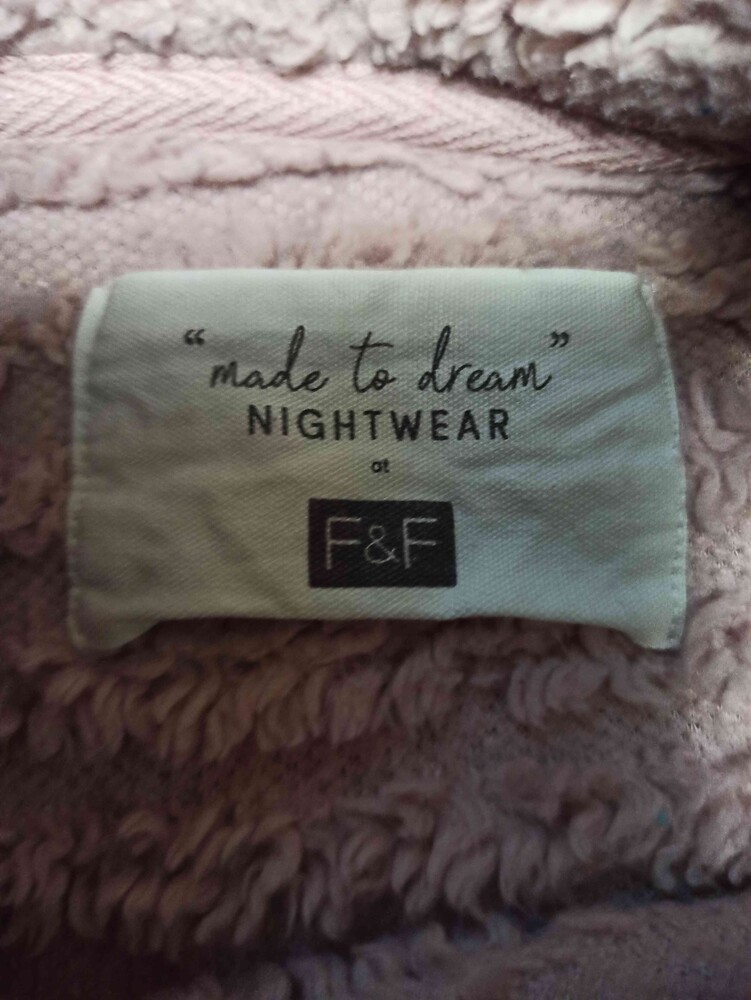 “made to dream”
NIGHTWEAR
at
F&F